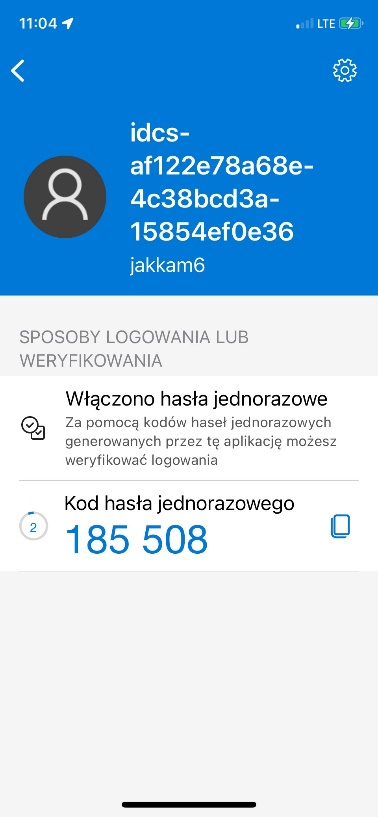 11:04 LTE
idcs-
af122e78a68e-
4c38bcd3a-
15854ef0e36
jakkam6
SPOSOBY LOGOWANIA LUB
WERYFIKOWANIA
Włączono hasła jednorazowe
Za pomocą kodów haseł jednorazowych
generowanych przez tę aplikację możesz
weryfikować logowania
Kod hasła jednorazowego
2
185 508